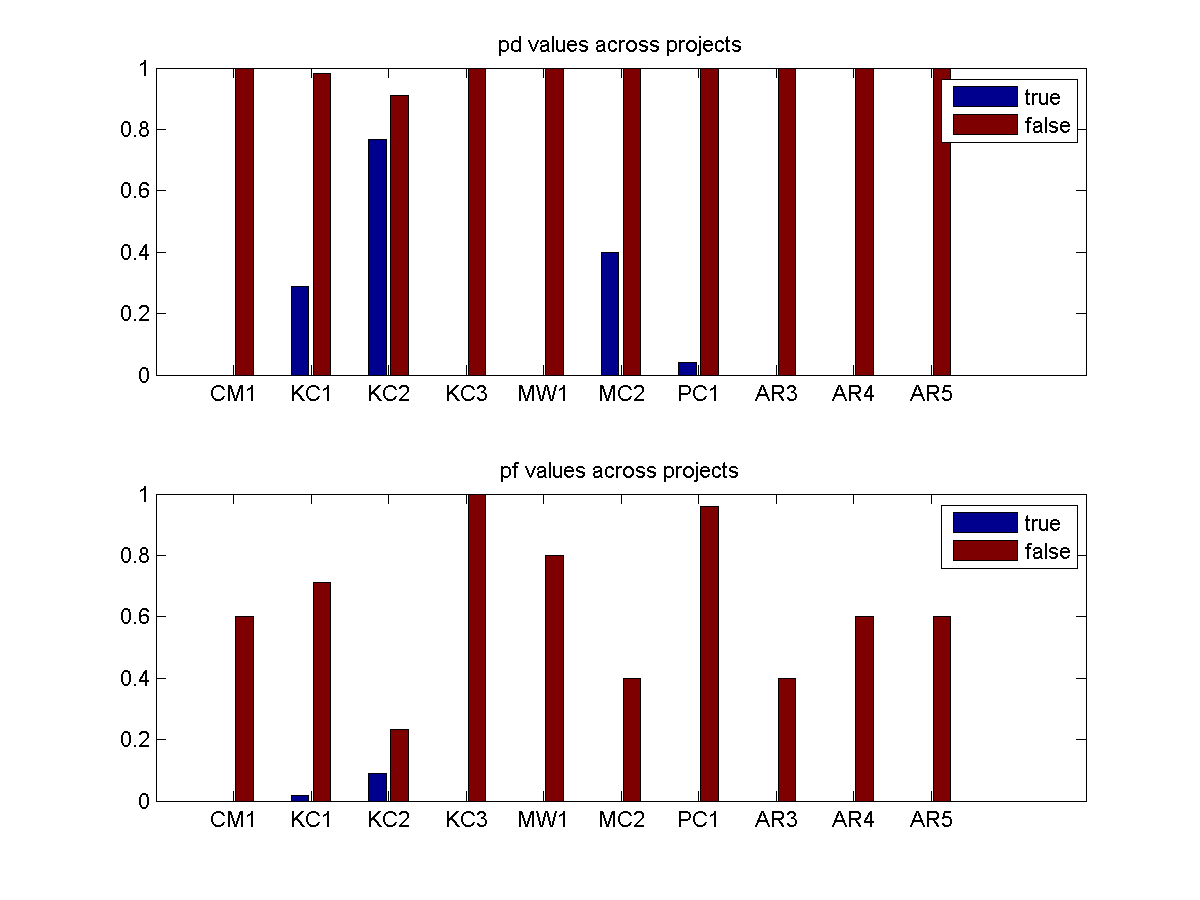 pd values across projects
1
0.8
0.6
0.4
0.2
0
true
false
CM1 KC1 KC2 KC3 MW1 MC2 PC1 AR3 AR4 AR5
pf values across projects
1
0.8
0.6
0.4
0.2
0
true
false
CM1 KC1 KC2 KC3 MW1 MC2 PC1 AR3 AR4 AR5